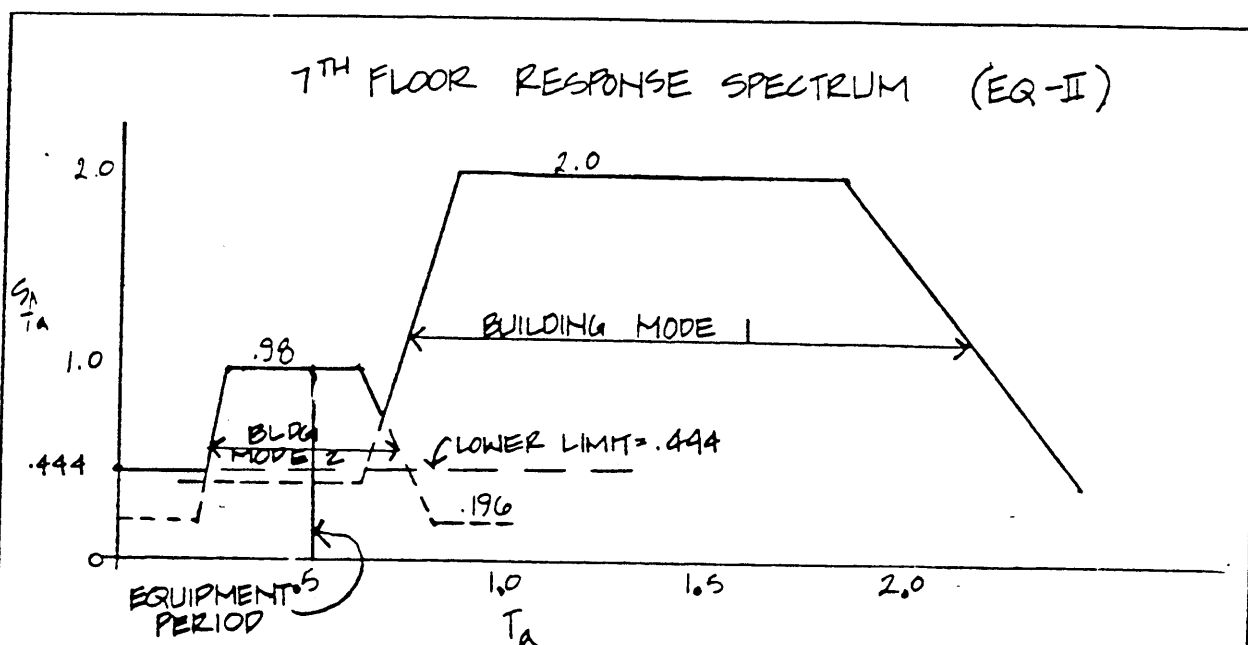 7TH FLOOR RESPONSE SPECTRUM (EQ-II)
2.0
2.0
SA
Ta
BUILDING MODE 1
.98
1.0
BLDG
MODE 2
LOWER LIMIT = .444
.444
.196
0
.5
1.0
1.5
2.0
EQUIPMENT
PERIOD
Ta